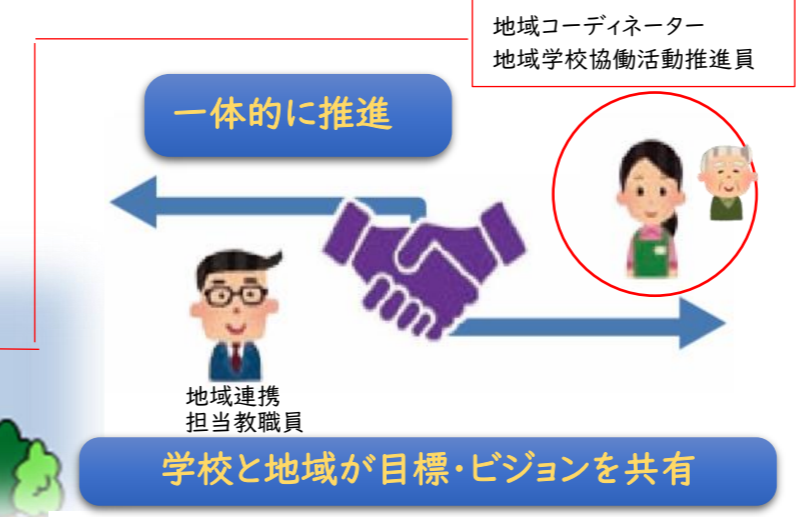 地域コーディネーター
地域学校協働活動推進員
一体的に推進
地域連携
担当教職員
学校と地域が目標・ビジョンを共有